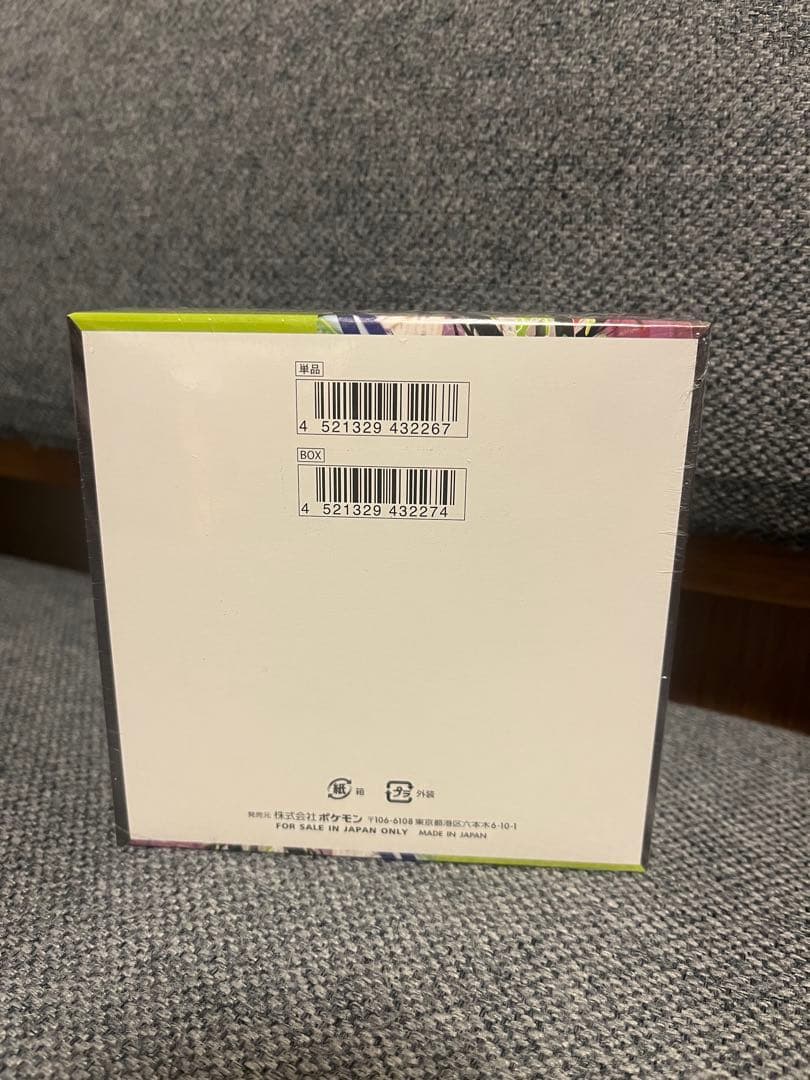 単品
4 521329 432267
BOX
4 521329 432274
紙 箱 プラ 外装
発売元 株式会社ポケモン 〒106-6108 東京都港区六本木6-10-1
FOR SALE IN JAPAN ONLY MADE IN JAPAN